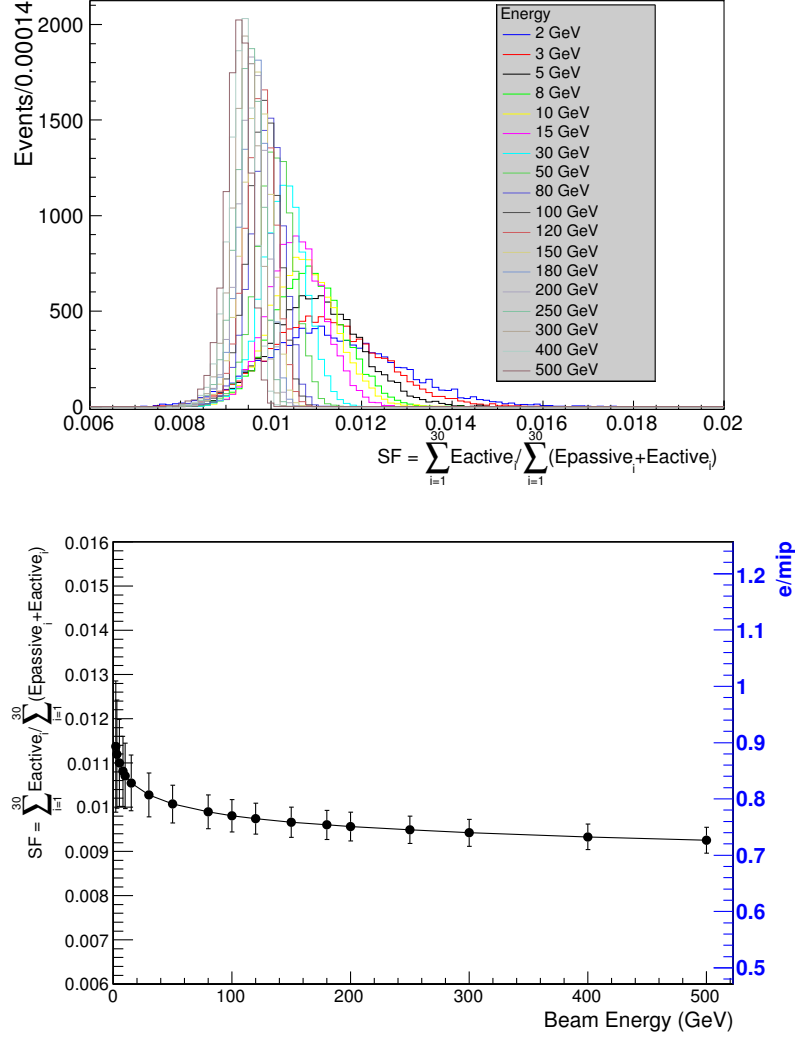 Events/0.00014
2000
1500
1000
500
0
0.006 0.008 0.01 0.012 0.014 0.016 0.018 0.02
Energy
2 GeV
3 GeV
5 GeV
8 GeV
10 GeV
15 GeV
30 GeV
50 GeV
80 GeV
100 GeV
120 GeV
150 GeV
180 GeV
200 GeV
250 GeV
300 GeV
400 GeV
500 GeV
SF = ∑_{i=1}^{30} Eactive_i / ∑_{i=1}^{30} (Epassive_i+Eactive_i)
SF = ∑_{i=1}^{30} Eactive_i / ∑_{i=1}^{30} (Epassive_i+Eactive_i)
0.016
0.015
0.014
0.013
0.012
0.011
0.01
0.009
0.008
0.007
0.006
0 100 200 300 400 500
Beam Energy (GeV)
e/mip
1.2
1.1
1
0.9
0.8
0.7
0.6
0.5